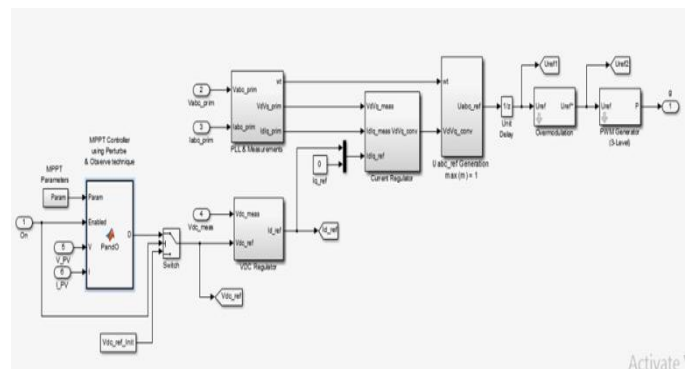 Uref1
Uref2
2
Vabc_prim
Vabc_prim
wt
wt
g
1
VdVq_prim
VdVq_meas
Uabc_ref
1/z
Uref
Uref*
Uref
P
3
Iabc_prim
Iabc_prim
IdIq_prim
IdIq_meas
VdVq_conv
VdVq_conv
Unit
Delay
Overmodulation
PWM Generator
(3-Level)
PLL & Measurements
IdIq_ref
0
Iq_ref
Current Regulator
Uabc_ref Generation
max (m) = 1
MPPT Controller
using Perturbe
& Observe technique
MPPT
Parameters
Param
Param
1
On
Enabled
4
Vdc_meas
Vdc_meas
Id_ref
Id_ref
5
V_PV
V
PandO
D
Vdc_ref
6
I_PV
I
Switch
VDC Regulator
Vdc_ref
Vdc_ref_Init
Activate